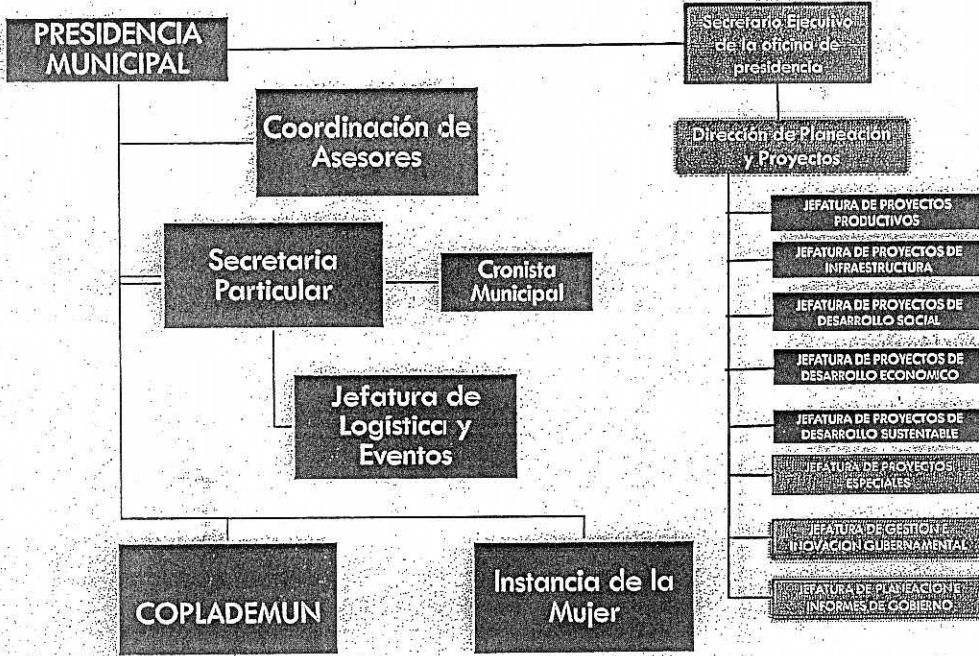 PRESIDENCIA
MUNICIPAL
Secretario Ejecutivo
de la oficina de
presidencia
Coordinación de
Asesores
Dirección de Planeación
y Proyectos
Secretaria
Particular
Cronista
Municipal
Jefatura de
Logística y
Eventos
COPLADEMUN
Instancia de la
Mujer
JEFATURA DE PROYECTOS
PRODUCTIVOS
JEFATURA DE PROYECTOS DE
INFRAESTRUCTURA
JEFATURA DE PROYECTOS DE
DESARROLLO SOCIAL
JEFATURA DE PROYECTOS DE
DESARROLLO ECONOMICO
JEFATURA DE PROYECTOS DE
DESARROLLO SUSTENTABLE
JEFATURA DE PROYECTOS
ESPECIALES
JEFATURA DE GESTION E
INOVACION GUBERNAMENTAL
JEFATURA DE PLANEACION E
INFORMES DE GOBIERNO